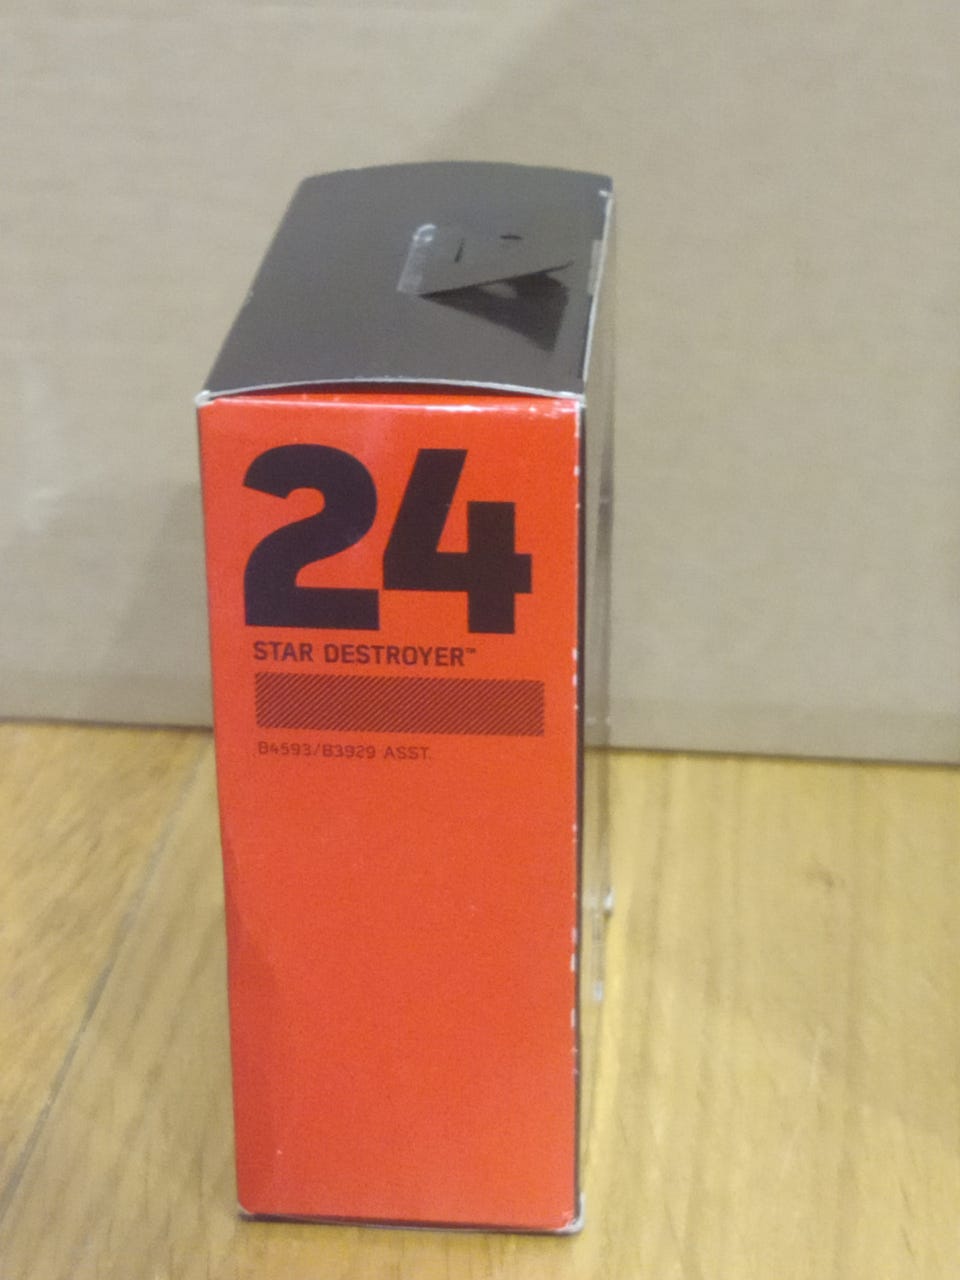 24
STAR DESTROYER™
B4593/B3929 ASST.